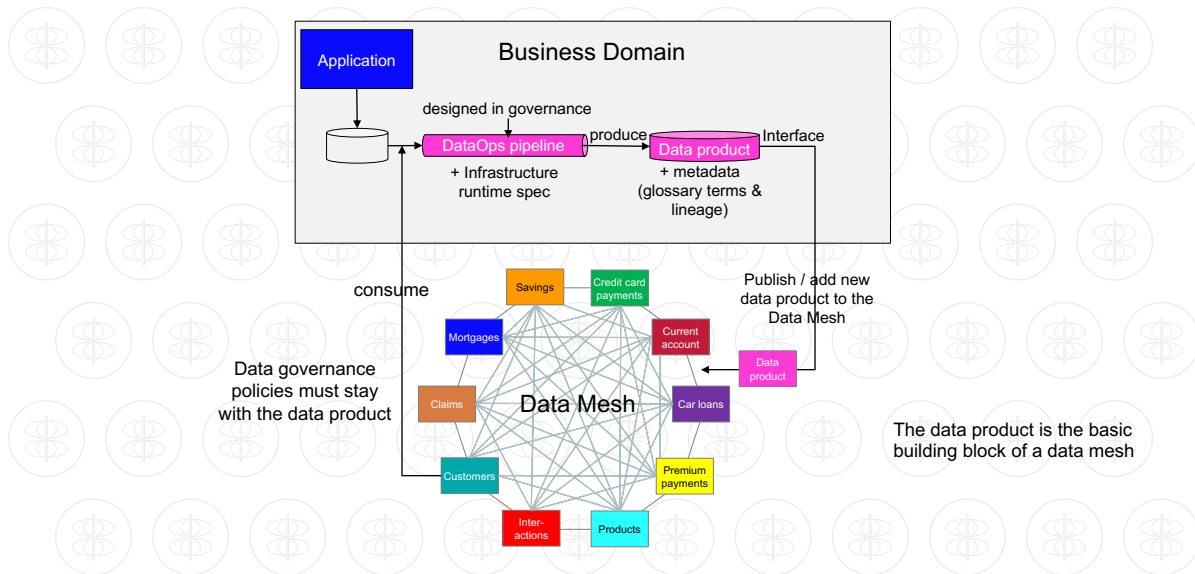 Business Domain
Application
designed in governance
DataOps pipeline
produce
Data product
Interface
+ Infrastructure
runtime spec
+ metadata
(glossary terms &
lineage)
consume
Savings
Credit card
payments
Publish / add new
data product to the
Data Mesh
Mortgages
Current
account
Data
product
Data governance
policies must stay
with the data product
Claims
Data Mesh
Car loans
The data product is the basic
building block of a data mesh
Customers
Premium
payments
Inter-
actions
Products